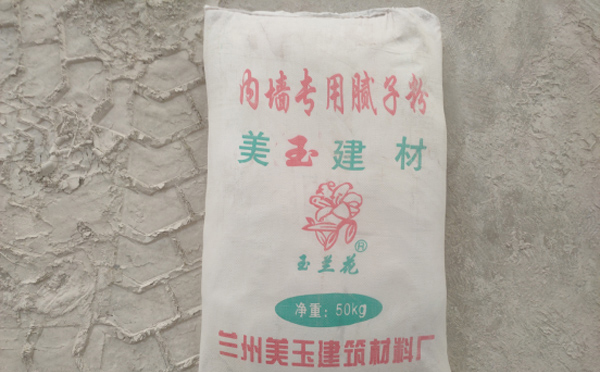 内墙专用腻子粉
美玉建材
®
玉兰花
净重：50kg
兰州美玉建筑材料厂